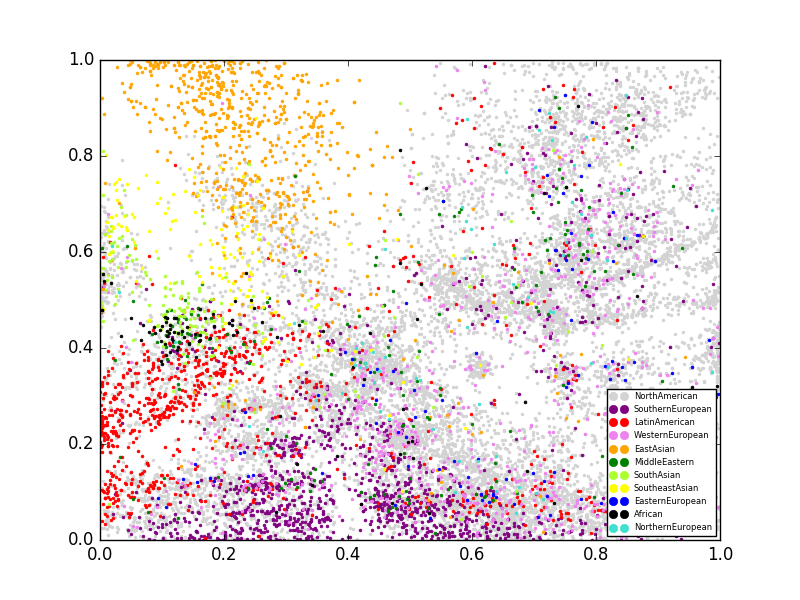 1.0
0.8
0.6
0.4
0.2
0.0
0.0 0.2 0.4 0.6 0.8 1.0
NorthAmerican
SouthernEuropean
LatinAmerican
WesternEuropean
EastAsian
MiddleEastern
SouthAsian
SoutheastAsian
EasternEuropean
African
NorthernEuropean